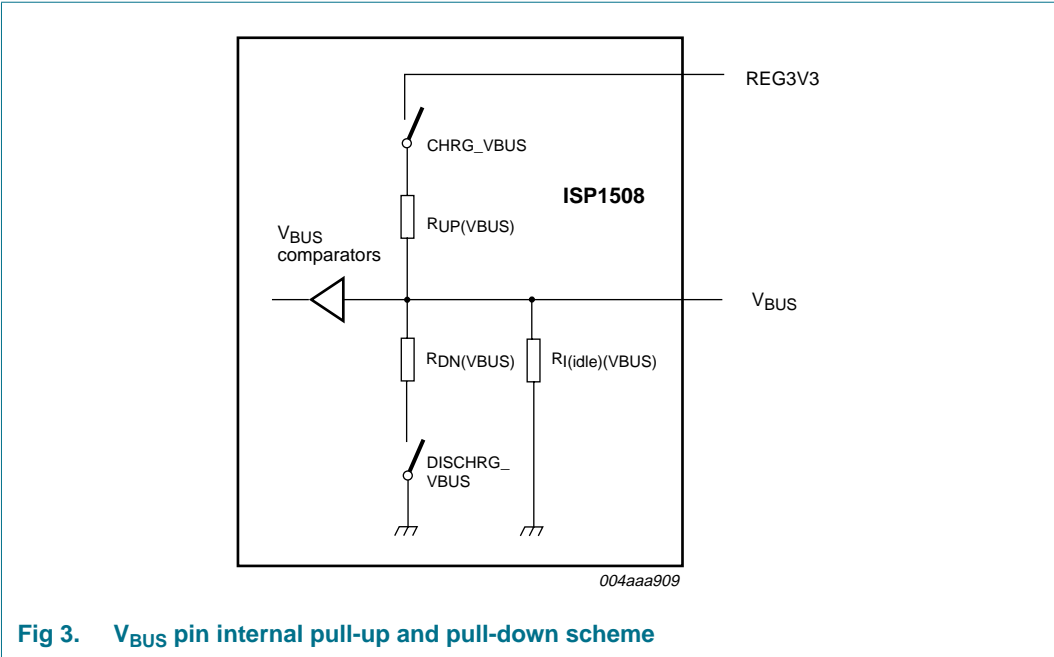 REG3V3
CHRG_VBUS
ISP1508
RUP(VBUS)
VBUS
comparators
VBUS
RDN(VBUS)
RI(idle)(VBUS)
DISCHRG_
VBUS
004aaa909
Fig 3. VBUS pin internal pull-up and pull-down scheme